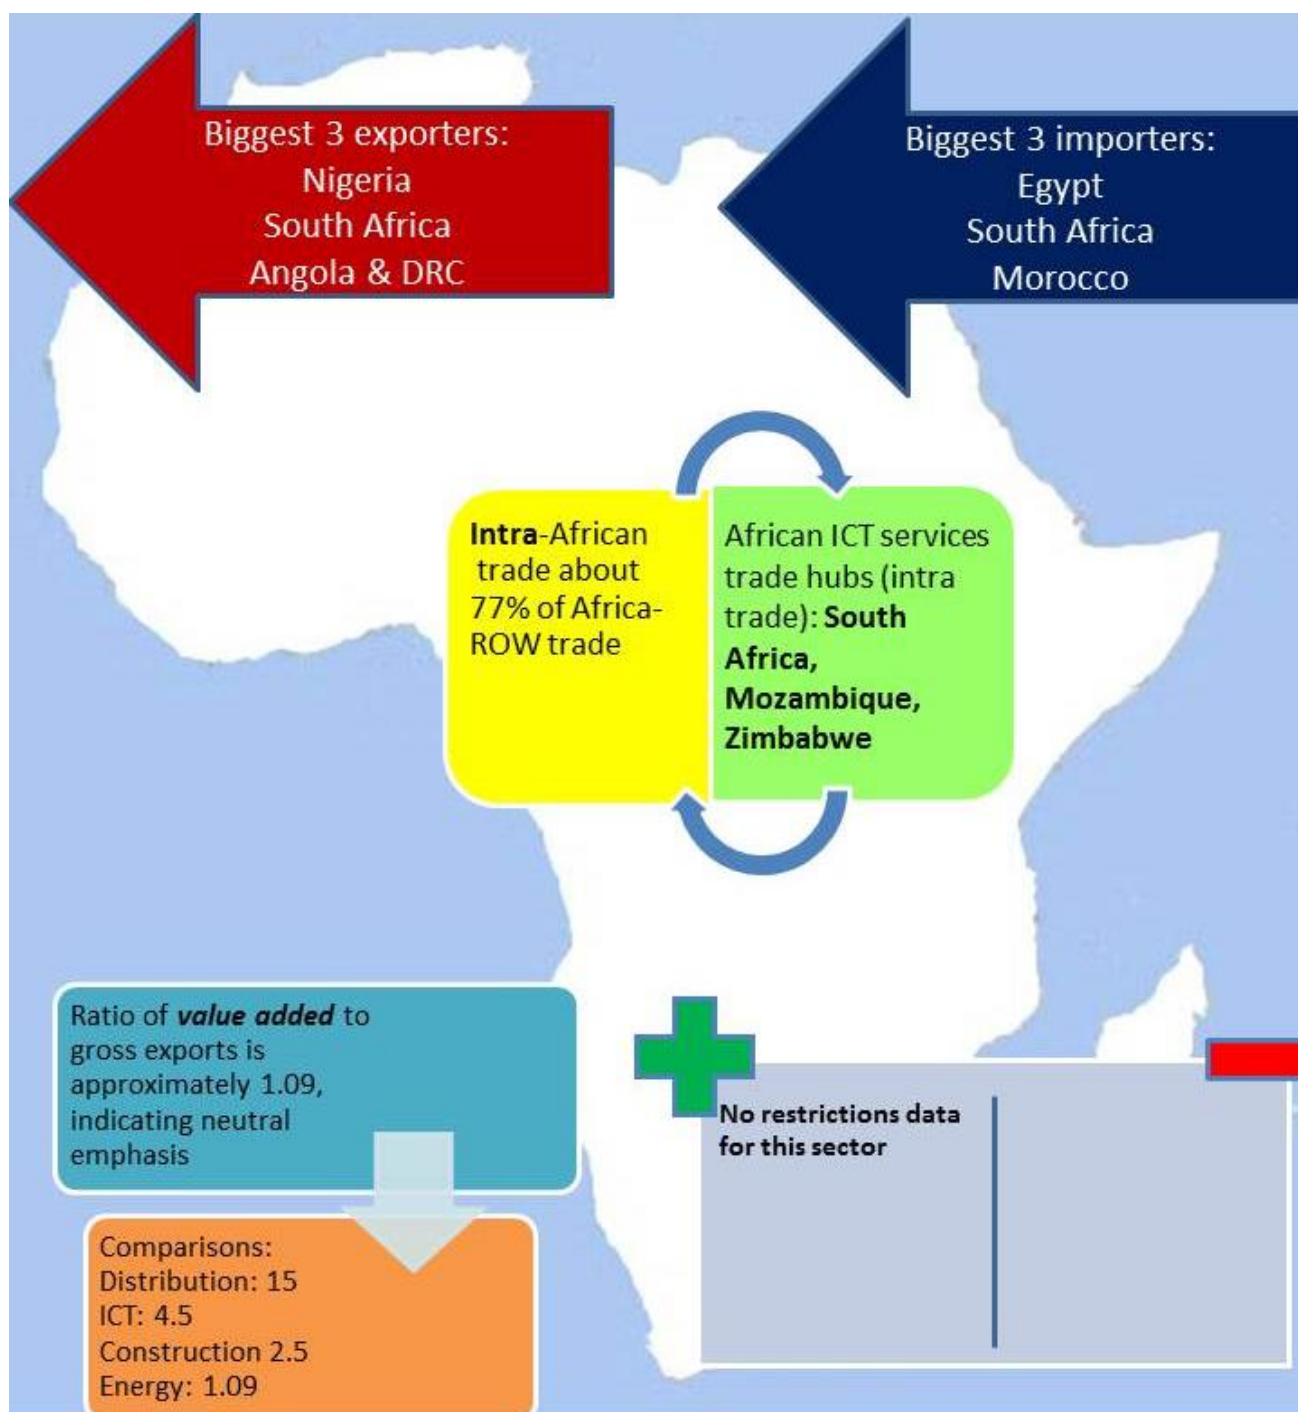 Biggest 3 exporters:
Nigeria
South Africa
Angola & DRC
Biggest 3 importers:
Egypt
South Africa
Morocco
Intra-African
trade about
77% of Africa-
ROW trade
African ICT services
trade hubs (intra
trade): South
Africa,
Mozambique,
Zimbabwe
Ratio of value added to
gross exports is
approximately 1.09,
indicating neutral
emphasis
Comparisons:
Distribution: 15
ICT: 4.5
Construction 2.5
Energy: 1.09
No restrictions data
for this sector